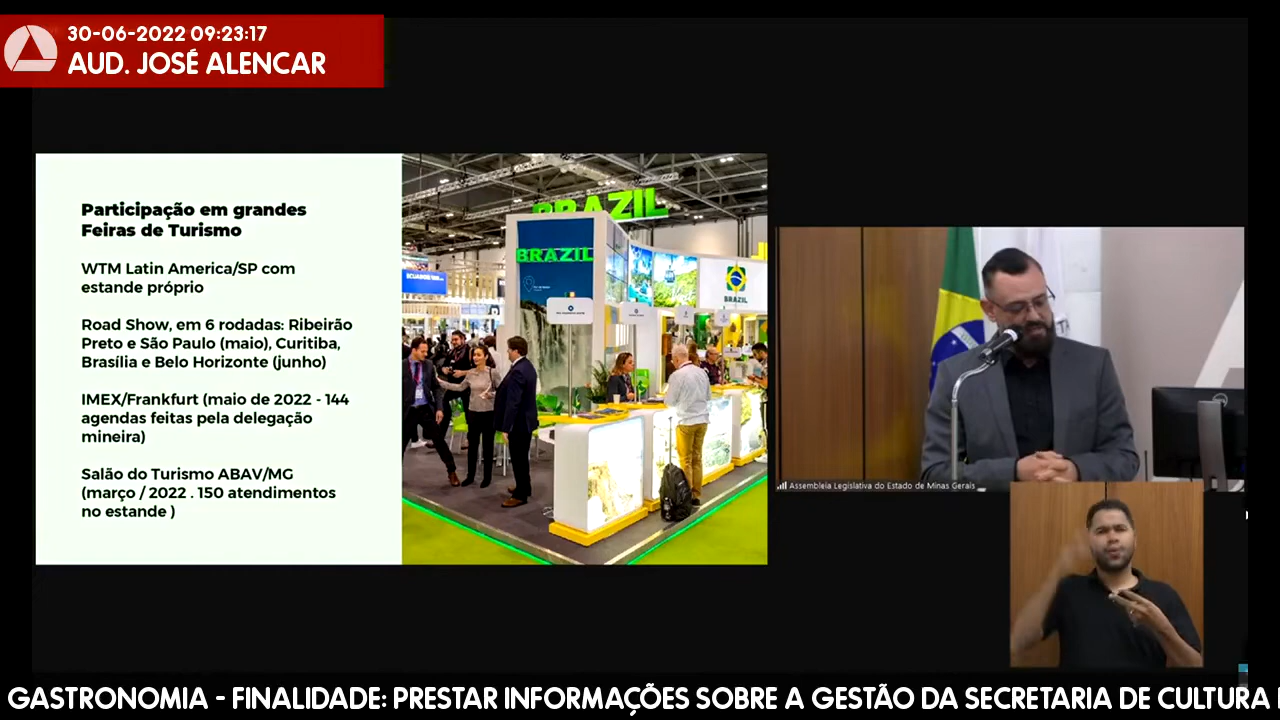 30-06-2022 09:23:17
AUD. JOSÉ ALENCAR
Participação em grandes
Feiras de Turismo
WTM Latin America/SP com
estande próprio
Road Show, em 6 rodadas: Ribeirão
Preto e São Paulo (maio), Curitiba,
Brasília e Belo Horizonte (junho)
IMEX/Frankfurt (maio de 2022 - 144
agendas feitas pela delegação
mineira)
Salão do Turismo ABAV/MG
(março / 2022 . 150 atendimentos
no estande )
BRAZIL
BRAZIL
BRAZIL
Assembleia Legislativa do Estado de Minas Gerais
GASTRONOMIA - FINALIDADE: PRESTAR INFORMAÇÕES SOBRE A GESTÃO DA SECRETARIA DE CULTURA